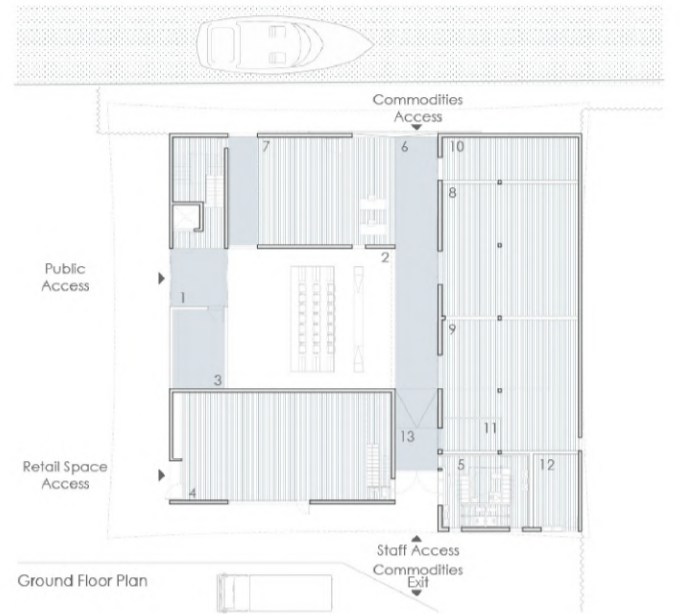 Commodities
Access
7
6
10
8
2
Public
Access
1
9
3
13
11
Retail Space
Access
4
5
12
Staff Access
Commodities
Exit
Ground Floor Plan